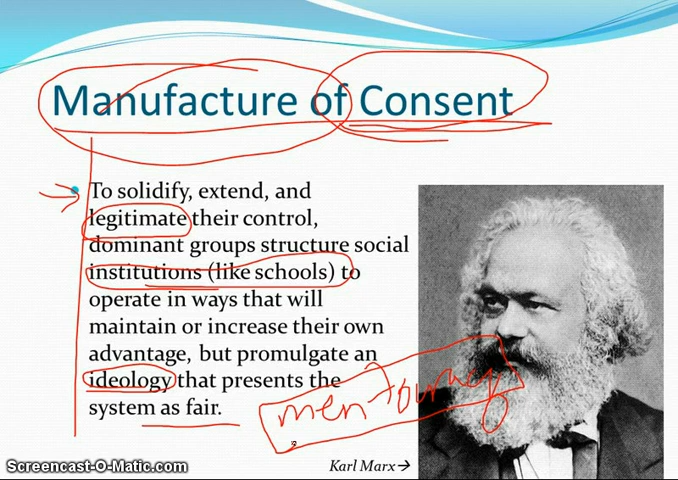 Manufacture of Consent
To solidify, extend, and
legitimate their control,
dominant groups structure social
institutions (like schools) to
operate in ways that will
maintain or increase their own
advantage, but promulgate an
ideology that presents the
system as fair.
Karl Marx→
Screencast-O-Matic.com